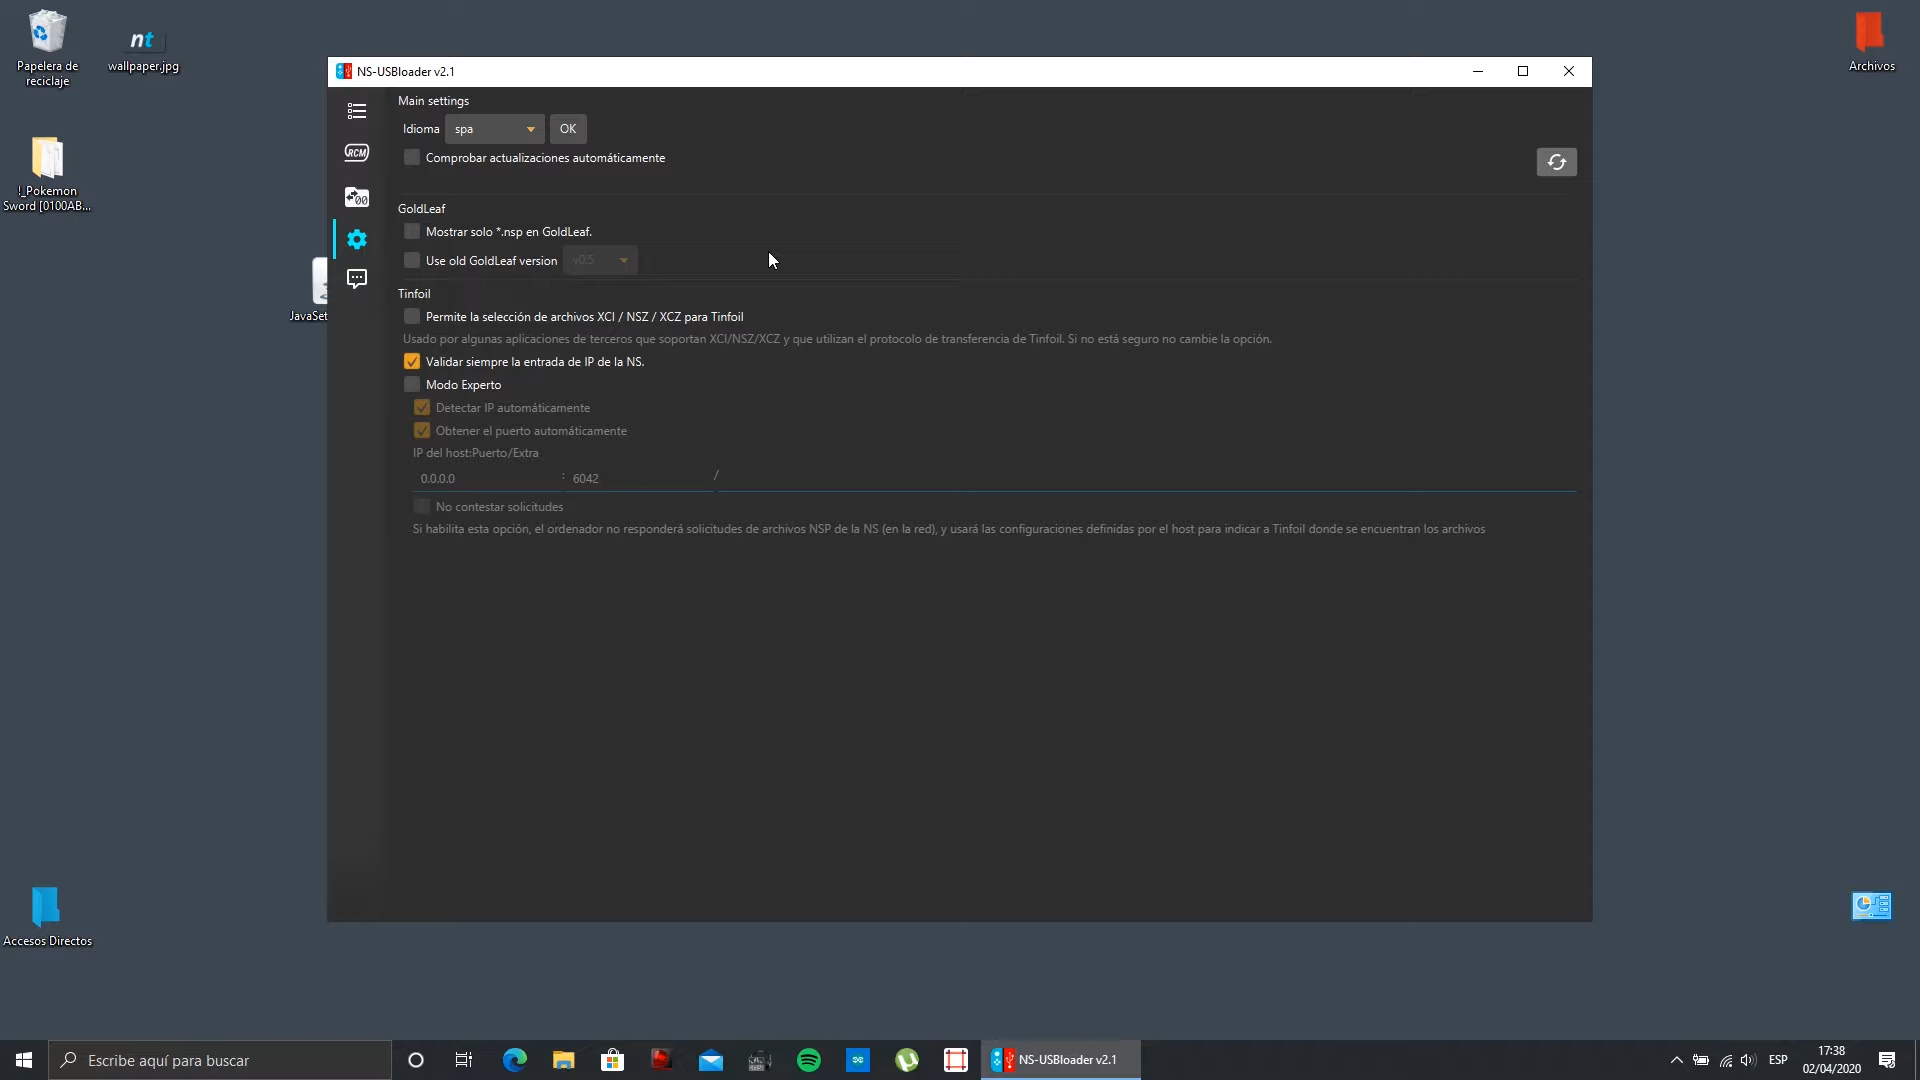 Papelera de
reciclaje
nt
wallpaper.jpg
Archivos
!_Pokemon
Sword [0100AB...
JavaSet
Accesos Directos
NS-USBloader v2.1
RCM
00
Main settings
Idioma spa OK
Comprobar actualizaciones automáticamente
GoldLeaf
Mostrar solo *.nsp en GoldLeaf.
Use old GoldLeaf version v0.5
Tinfoil
Permite la selección de archivos XCI / NSZ / XCZ para Tinfoil
Usado por algunas aplicaciones de terceros que soportan XCI/NSZ/XCZ y que utilizan el protocolo de transferencia de Tinfoil. Si no está seguro no cambie la opción.
Validar siempre la entrada de IP de la NS.
Modo Experto
Detectar IP automáticamente
Obtener el puerto automáticamente
IP del host:Puerto/Extra
0.0.0.0 : 6042 /
No contestar solicitudes
Si habilita esta opción, el ordenador no responderá solicitudes de archivos NSP de la NS (en la red), y usará las configuraciones definidas por el host para indicar a Tinfoil donde se encuentran los archivos
Escribe aquí para buscar
NS-USBloader v2.1
ESP
17:38
02/04/2020